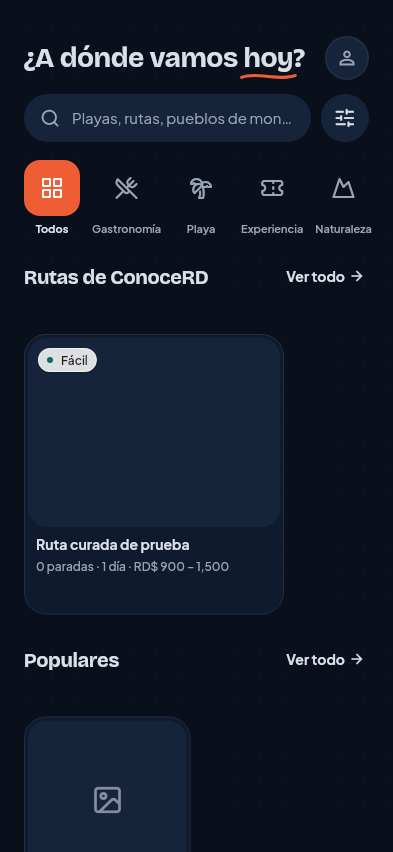 ¿A dónde vamos hoy?
Playas, rutas, pueblos de mon...
Todos
Gastronomía
Playa
Experiencia
Naturaleza
Rutas de ConoceRD
Ver todo →
Fácil
Ruta curada de prueba
0 paradas · 1 día · RD$ 900 – 1,500
Populares
Ver todo →